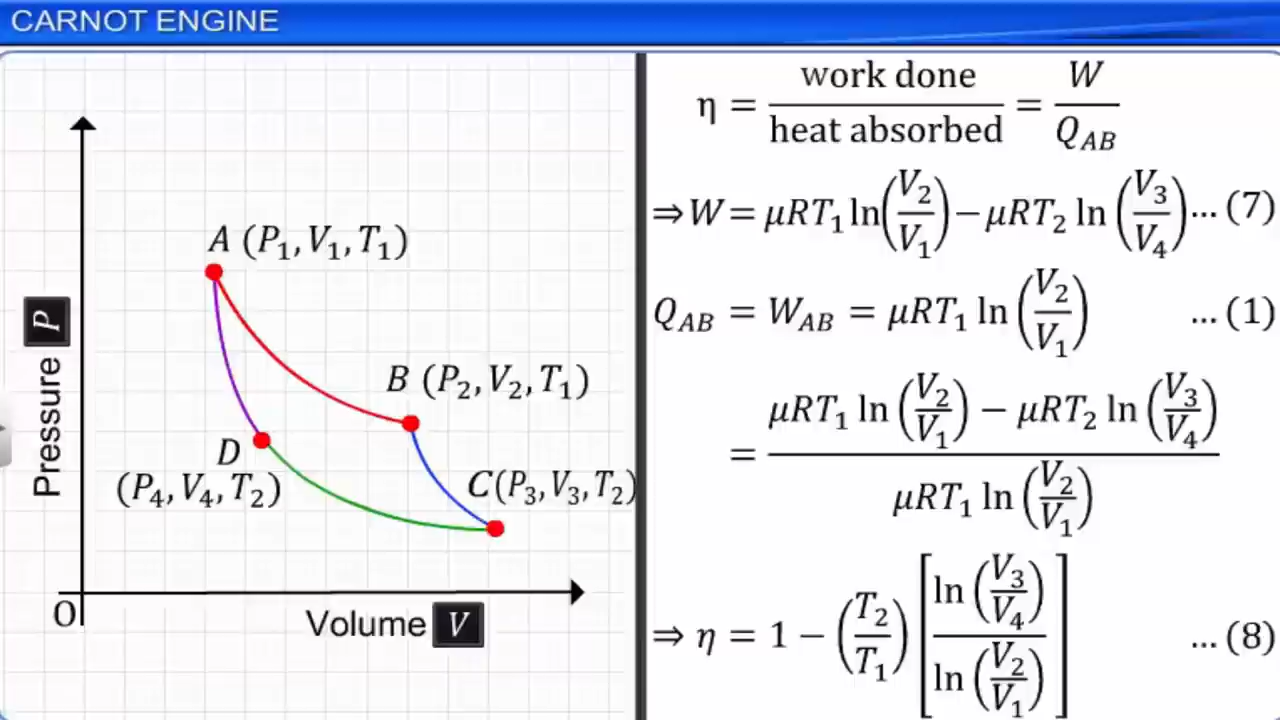 CARNOT ENGINE
A (P₁, V₁, T₁)
B (P₂, V₂, T₁)
D
(P₄, V₄, T₂)
C(P₃, V₃, T₂)
Pressure P
O
Volume V
η = work done / heat absorbed = W / Q_AB
⇒ W = μRT₁ ln(V₂/V₁) − μRT₂ ln (V₃/V₄) ... (7)
Q_AB = W_AB = μRT₁ ln (V₂/V₁) ... (1)
= (μRT₁ ln (V₂/V₁) − μRT₂ ln (V₃/V₄)) / (μRT₁ ln (V₂/V₁))
⇒ η = 1 − (T₂/T₁) [ln (V₃/V₄) / ln (V₂/V₁)] ... (8)